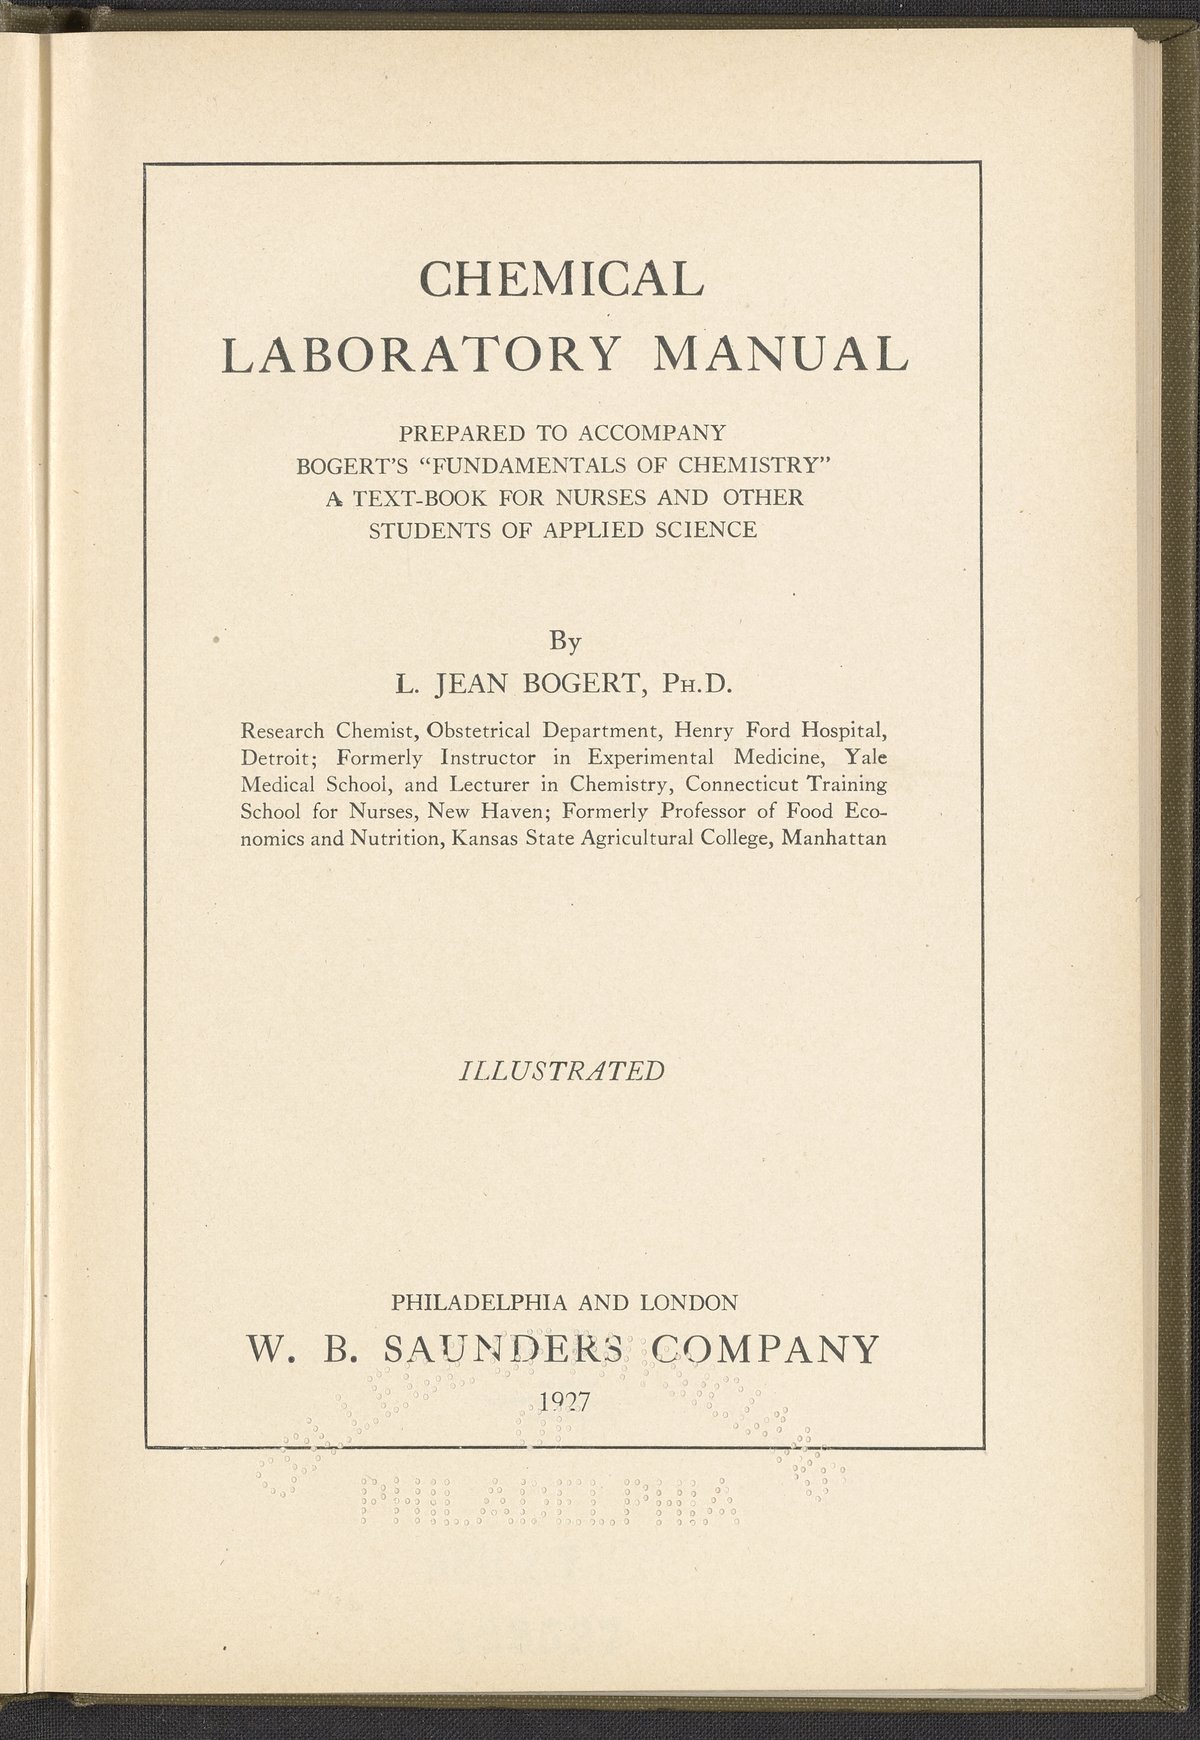 CHEMICAL
LABORATORY MANUAL
PREPARED TO ACCOMPANY
BOGERT'S “FUNDAMENTALS OF CHEMISTRY”
A TEXT-BOOK FOR NURSES AND OTHER
STUDENTS OF APPLIED SCIENCE
By
L. JEAN BOGERT, PH.D.
Research Chemist, Obstetrical Department, Henry Ford Hospital,
Detroit; Formerly Instructor in Experimental Medicine, Yale
Medical School, and Lecturer in Chemistry, Connecticut Training
School for Nurses, New Haven; Formerly Professor of Food Eco-
nomics and Nutrition, Kansas State Agricultural College, Manhattan
ILLUSTRATED
PHILADELPHIA AND LONDON
W. B. SAUNDERS COMPANY
1927
PHILADELPHIA